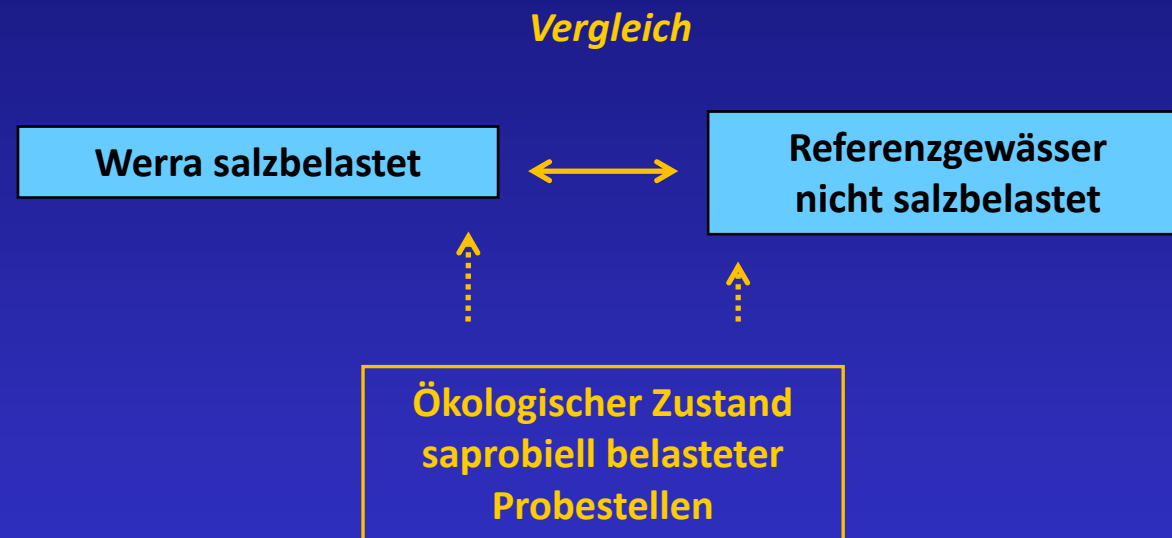 Vergleich
Werra salzbelastet
Referenzgewässer
nicht salzbelastet
Ökologischer Zustand
saprobiell belasteter
Probestellen